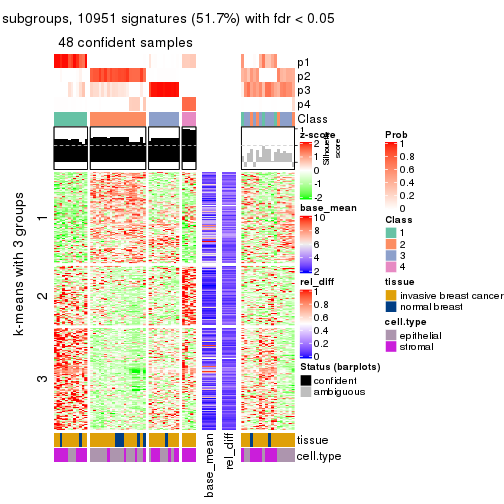 subgroups, 10951 signatures (51.7%) with fdr < 0.05
48 confident samples
p1
p2
p3
p4
Class
1
Silhouette
score
0
k-means with 3 groups
1
2
3
tissue
cell.type
base_mean
rel_diff
z-score
2
1
0
-1
-2
base_mean
10
8
6
4
2
rel_diff
1
0.8
0.6
0.4
0.2
0
Status (barplots)
confident
ambiguous
Prob
1
0.8
0.6
0.4
0.2
0
Class
1
2
3
4
tissue
invasive breast cancer
normal breast
cell.type
epithelial
stromal